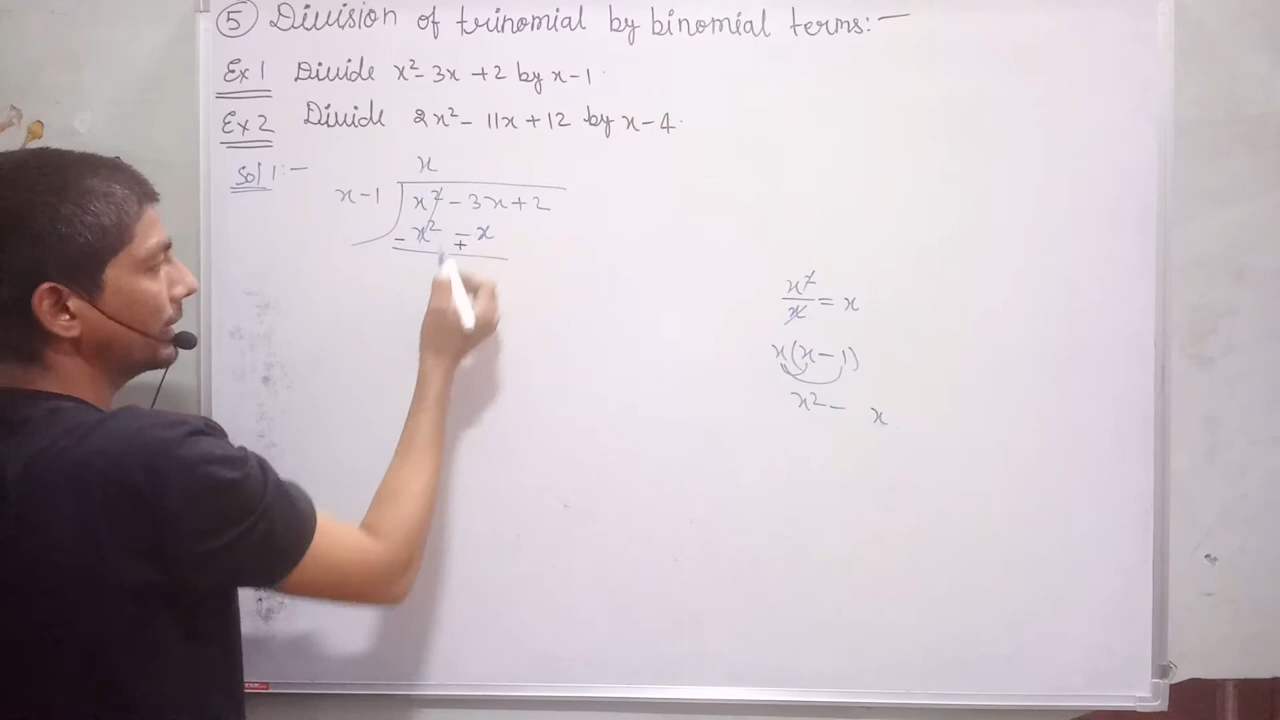 ⑤ Division of trinomial by binomial terms:—
Ex 1 Divide x² - 3x + 2 by x - 1.
Ex 2 Divide 2x² - 11x + 12 by x - 4.
Sol 1:—
x
x - 1 ) x² - 3x + 2
- x² - x
+
x²/x = x
x(x - 1)
x² - x